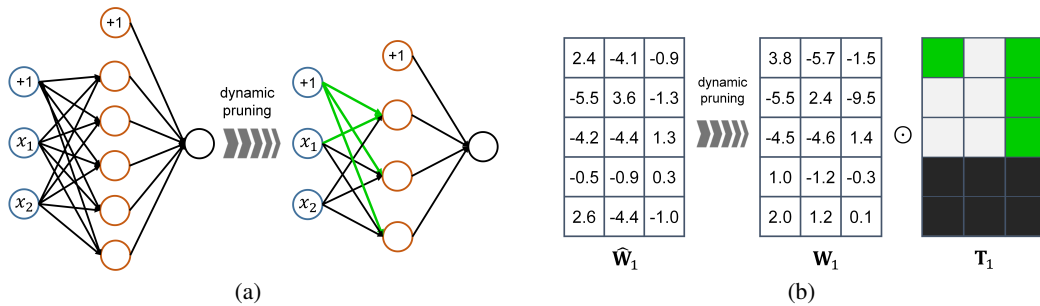 +1
+1
x₁
x₂
dynamic
pruning
+1
+1
x₁
x₂
(a)
2.4 -4.1 -0.9
-5.5 3.6 -1.3
-4.2 -4.4 1.3
-0.5 -0.9 0.3
2.6 -4.4 -1.0
Ŵ₁
dynamic
pruning
3.8 -5.7 -1.5
-5.5 2.4 -9.5
-4.5 -4.6 1.4
1.0 -1.2 -0.3
2.0 1.2 0.1
W₁
⊙
T₁
(b)